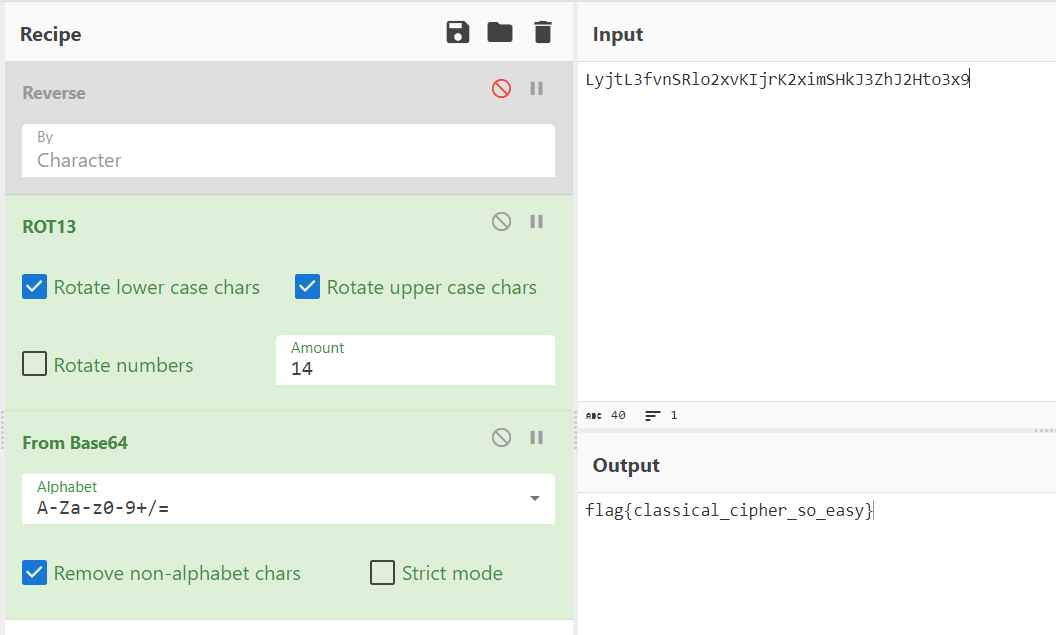 Recipe
Reverse
By
Character
ROT13
Rotate lower case chars
Rotate upper case chars
Rotate numbers
Amount
14
From Base64
Alphabet
A-Za-z0-9+/=
Remove non-alphabet chars
Strict mode
Input
LyjtL3fvnSRlo2xvKIjrK2ximSHkJ3ZhJ2Hto3x9
ABC 40
1
Output
flag{classical_cipher_so_easy}